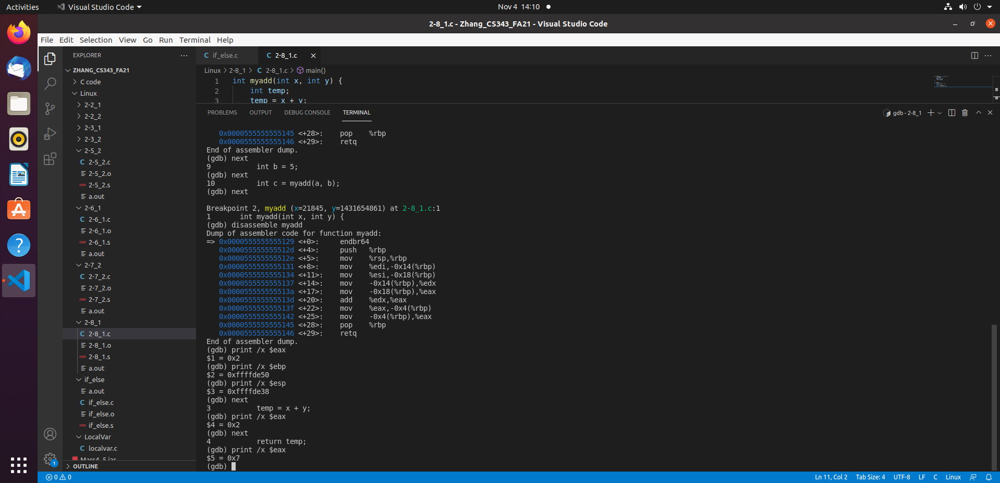 Activities Visual Studio Code Nov 4 14:10
2-8_1.c - Zhang_CS343_FA21 - Visual Studio Code
File Edit Selection View Go Run Terminal Help
EXPLORER
ZHANG_CS343_FA21
C code
Linux
2-2_1
2-2_2
2-3_1
2-3_2
2-5_2
C 2-5_2.c
2-5_2.o
ASM 2-5_2.s
a.out
2-6_1
C 2-6_1.c
2-6_1.o
ASM 2-6_1.s
a.out
2-7_2
C 2-7_2.c
2-7_2.o
ASM 2-7_2.s
a.out
2-8_1
C 2-8_1.c
2-8_1.o
ASM 2-8_1.s
a.out
if_else
a.out
C if_else.c
if_else.o
ASM if_else.s
LocalVar
C localvar.c
Mars4_5.jar
OUTLINE
C if_else.c C 2-8_1.c
Linux > 2-8_1 > C 2-8_1.c > main()
1 int myadd(int x, int y) {
2 int temp;
3 temp = x + y;
PROBLEMS OUTPUT DEBUG CONSOLE TERMINAL gdb - 2-8_1
0x0000555555555145 <+28>: pop %rbp
0x0000555555555146 <+29>: retq
End of assembler dump.
(gdb) next
9 int b = 5;
(gdb) next
10 int c = myadd(a, b);
(gdb) next
Breakpoint 2, myadd (x=21845, y=1431654861) at 2-8_1.c:1
1 int myadd(int x, int y) {
(gdb) disassemble myadd
Dump of assembler code for function myadd:
=> 0x0000555555555129 <+0>: endbr64
0x000055555555512d <+4>: push %rbp
0x000055555555512e <+5>: mov %rsp,%rbp
0x0000555555555131 <+8>: mov %edi,-0x14(%rbp)
0x0000555555555134 <+11>: mov %esi,-0x18(%rbp)
0x0000555555555137 <+14>: mov -0x14(%rbp),%edx
0x000055555555513a <+17>: mov -0x18(%rbp),%eax
0x000055555555513d <+20>: add %edx,%eax
0x000055555555513f <+22>: mov %eax,-0x4(%rbp)
0x0000555555555142 <+25>: mov -0x4(%rbp),%eax
0x0000555555555145 <+28>: pop %rbp
0x0000555555555146 <+29>: retq
End of assembler dump.
(gdb) print /x $eax
$1 = 0x2
(gdb) print /x $ebp
$2 = 0xffffde50
(gdb) print /x $esp
$3 = 0xffffde38
(gdb) next
3 temp = x + y;
(gdb) print /x $eax
$4 = 0x2
(gdb) next
4 return temp;
(gdb) print /x $eax
$5 = 0x7
(gdb)
1
0 0 Ln 11, Col 2 Tab Size: 4 UTF-8 LF C Linux